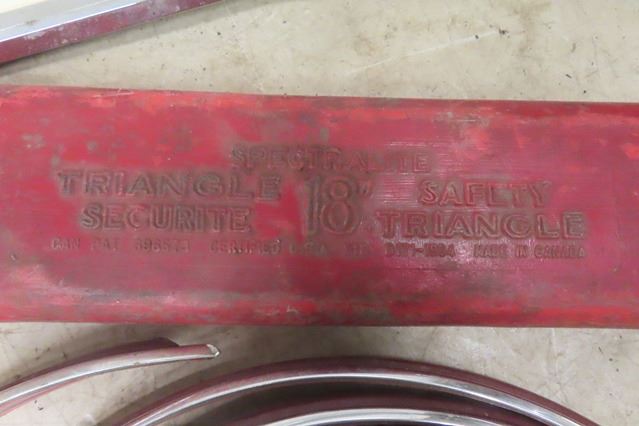 SPECTRALITE
TRIANGLE SECURITE 18" SAFETY TRIANGLE
CAN PAT CERTIFIED MADE IN CANADA